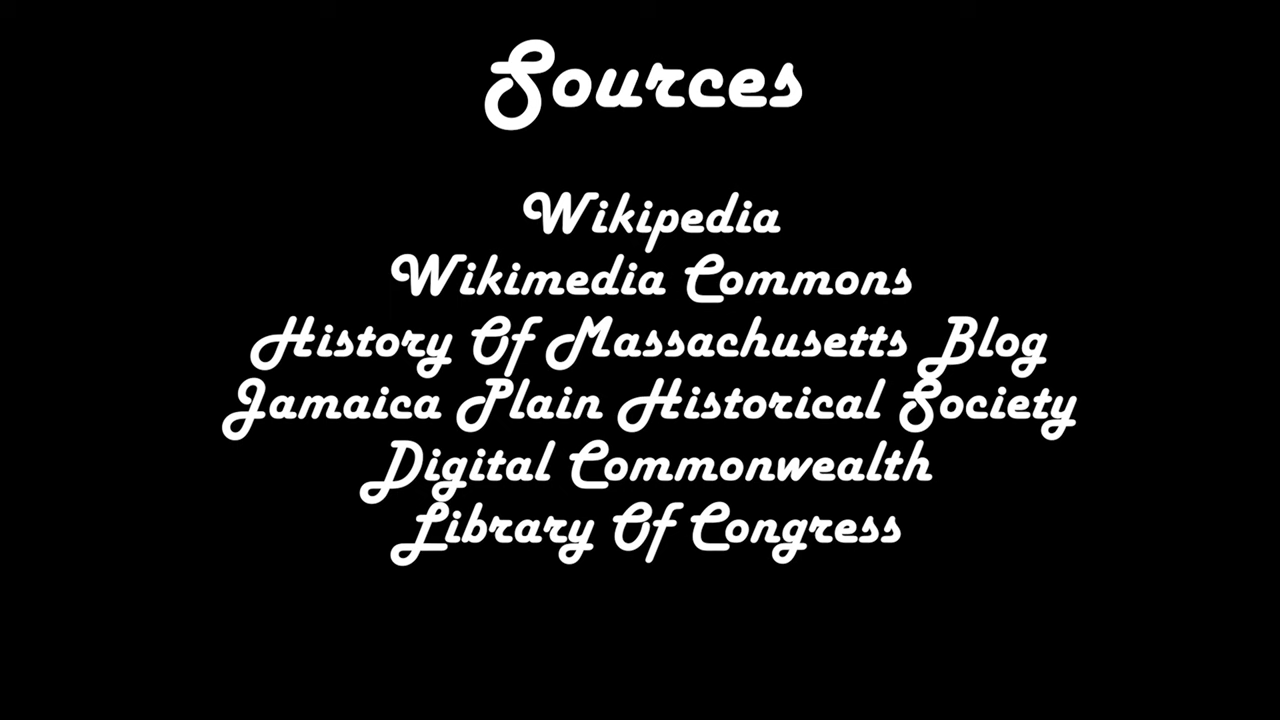 Sources
Wikipedia
Wikimedia Commons
History Of Massachusetts Blog
Jamaica Plain Historical Society
Digital Commonwealth
Library Of Congress